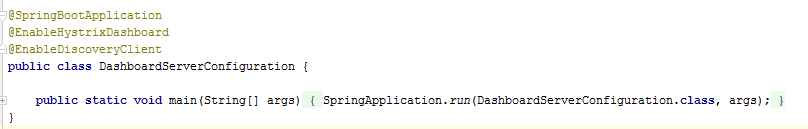 @SpringBootApplication
@EnableHystrixDashboard
@EnableDiscoveryClient
public class DashboardServerConfiguration {
public static void main(String[] args) { SpringApplication.run(DashboardServerConfiguration.class, args); }
}